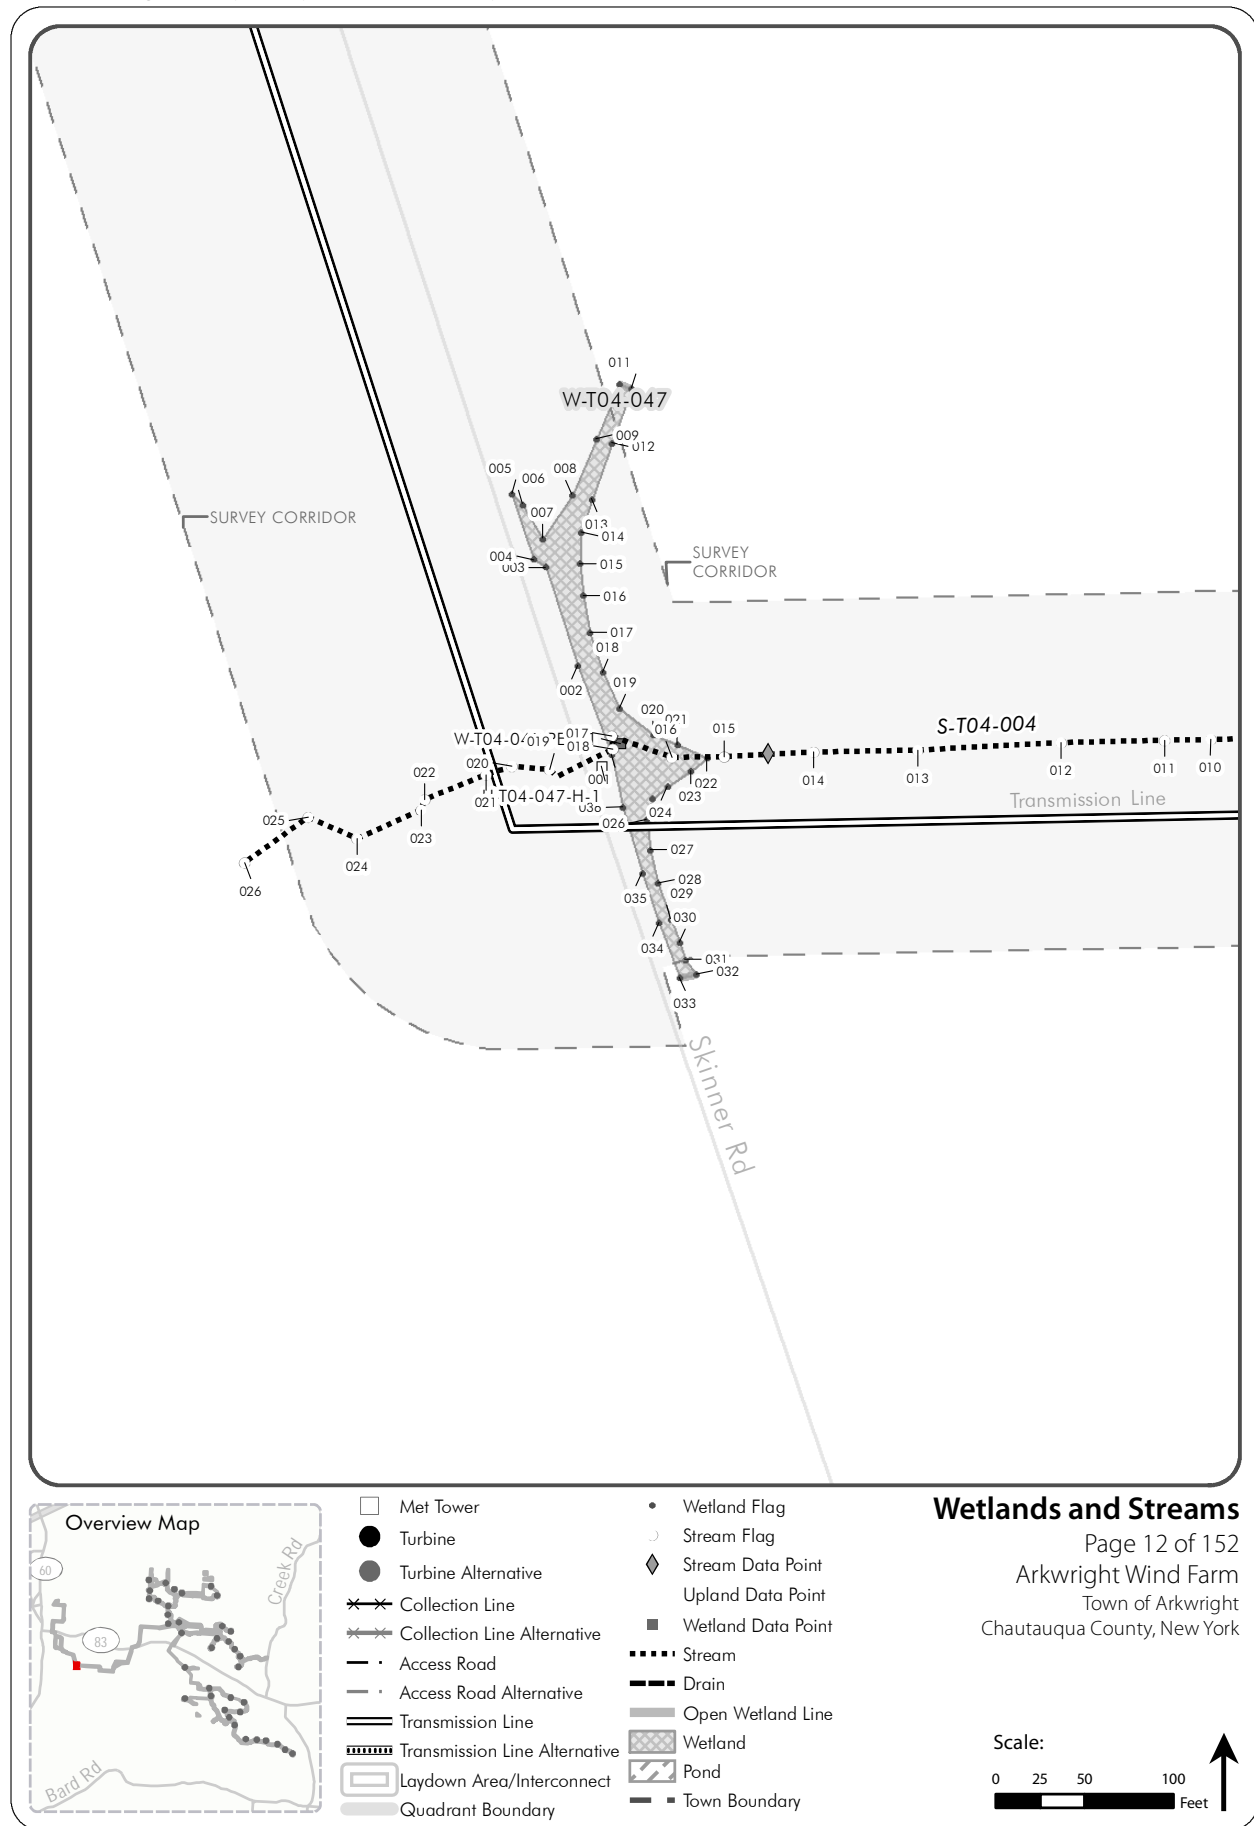 011
W-T04-047
009
012
005
006
008
007
013
014
004
003
015
016
017
018
002
019
020
021
016
015
017
018
019
020
001
022
021
025
023
024
026
022
023
024
036
026
014
013
012
011
010
S-T04-004
Transmission Line
SURVEY CORRIDOR
SURVEY
CORRIDOR
T04-047-H-1
027
028
029
035
030
034
031
032
033
Skinner Rd
Overview Map
60
83
Creek Rd
Bard Rd
Met Tower
Turbine
Turbine Alternative
Collection Line
Collection Line Alternative
Access Road
Access Road Alternative
Transmission Line
Transmission Line Alternative
Laydown Area/Interconnect
Quadrant Boundary
Wetland Flag
Stream Flag
Stream Data Point
Upland Data Point
Wetland Data Point
Stream
Drain
Open Wetland Line
Wetland
Pond
Town Boundary
Wetlands and Streams
Page 12 of 152
Arkwright Wind Farm
Town of Arkwright
Chautauqua County, New York
Scale:
0 25 50 100
Feet